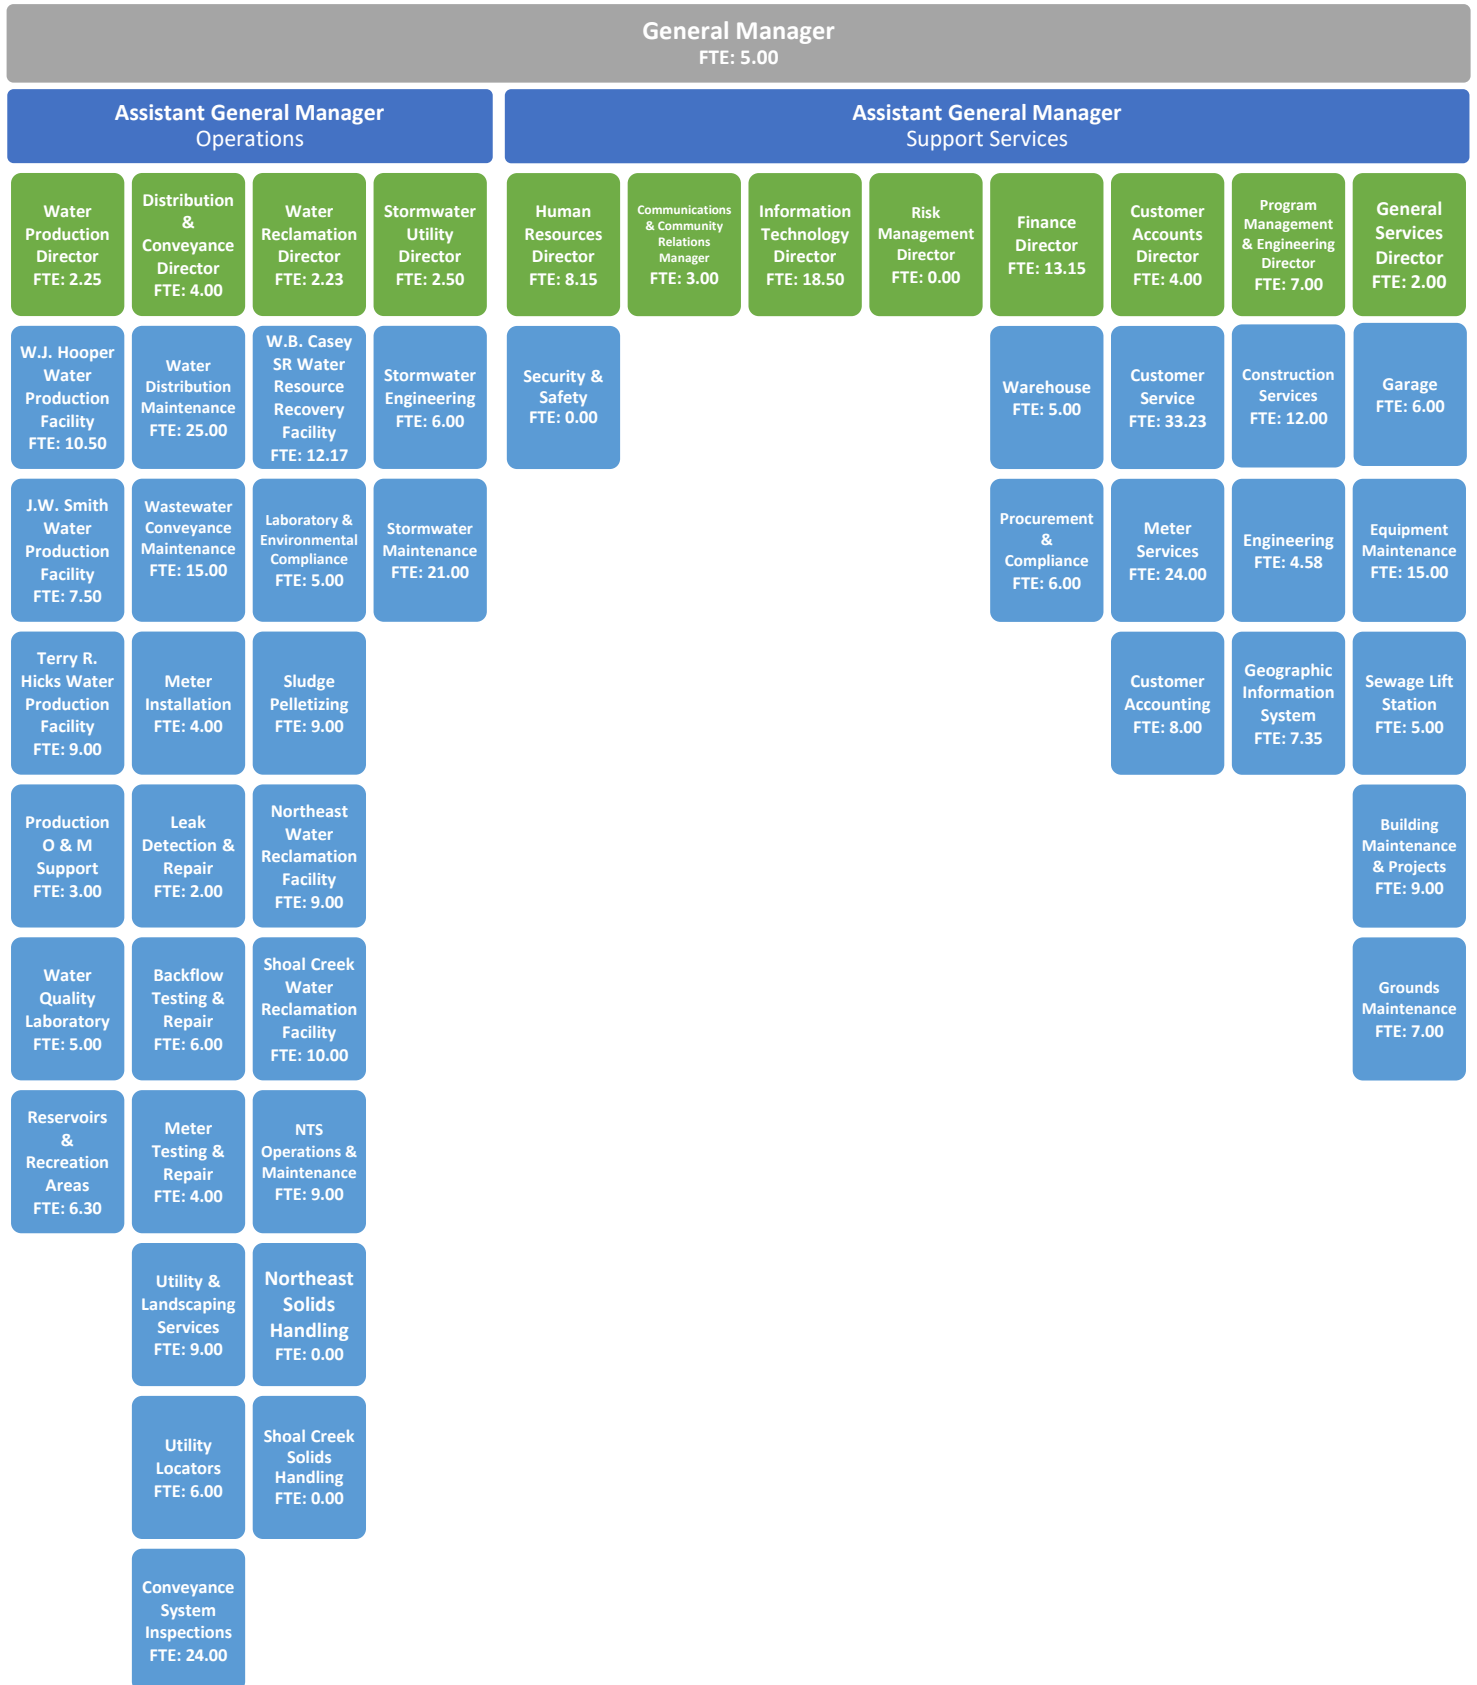 General Manager
FTE: 5.00
Assistant General Manager
Operations
Assistant General Manager
Support Services
Water
Production
Director
FTE: 2.25
Distribution
&
Conveyance
Director
FTE: 4.00
Water
Reclamation
Director
FTE: 2.23
Stormwater
Utility
Director
FTE: 2.50
Human
Resources
Director
FTE: 8.15
Communications
& Community
Relations
Manager
FTE: 3.00
Information
Technology
Director
FTE: 18.50
Risk
Management
Director
FTE: 0.00
Finance
Director
FTE: 13.15
Customer
Accounts
Director
FTE: 4.00
Program
Management
& Engineering
Director
FTE: 7.00
General
Services
Director
FTE: 2.00
W.J. Hooper
Water
Production
Facility
FTE: 10.50
Water
Distribution
Maintenance
FTE: 25.00
W.B. Casey
SR Water
Resource
Recovery
Facility
FTE: 12.17
Stormwater
Engineering
FTE: 6.00
Security &
Safety
FTE: 0.00
Warehouse
FTE: 5.00
Customer
Service
FTE: 33.23
Construction
Services
FTE: 12.00
Garage
FTE: 6.00
J.W. Smith
Water
Production
Facility
FTE: 7.50
Wastewater
Conveyance
Maintenance
FTE: 15.00
Laboratory &
Environmental
Compliance
FTE: 5.00
Stormwater
Maintenance
FTE: 21.00
Procurement
&
Compliance
FTE: 6.00
Meter
Services
FTE: 24.00
Engineering
FTE: 4.58
Equipment
Maintenance
FTE: 15.00
Terry R.
Hicks Water
Production
Facility
FTE: 9.00
Meter
Installation
FTE: 4.00
Sludge
Pelletizing
FTE: 9.00
Customer
Accounting
FTE: 8.00
Geographic
Information
System
FTE: 7.35
Sewage Lift
Station
FTE: 5.00
Production
O & M
Support
FTE: 3.00
Leak
Detection &
Repair
FTE: 2.00
Northeast
Water
Reclamation
Facility
FTE: 9.00
Building
Maintenance
& Projects
FTE: 9.00
Water
Quality
Laboratory
FTE: 5.00
Backflow
Testing &
Repair
FTE: 6.00
Shoal Creek
Water
Reclamation
Facility
FTE: 10.00
Grounds
Maintenance
FTE: 7.00
Reservoirs
&
Recreation
Areas
FTE: 6.30
Meter
Testing &
Repair
FTE: 4.00
NTS
Operations &
Maintenance
FTE: 9.00
Utility &
Landscaping
Services
FTE: 9.00
Northeast
Solids
Handling
FTE: 0.00
Utility
Locators
FTE: 6.00
Shoal Creek
Solids
Handling
FTE: 0.00
Conveyance
System
Inspections
FTE: 24.00